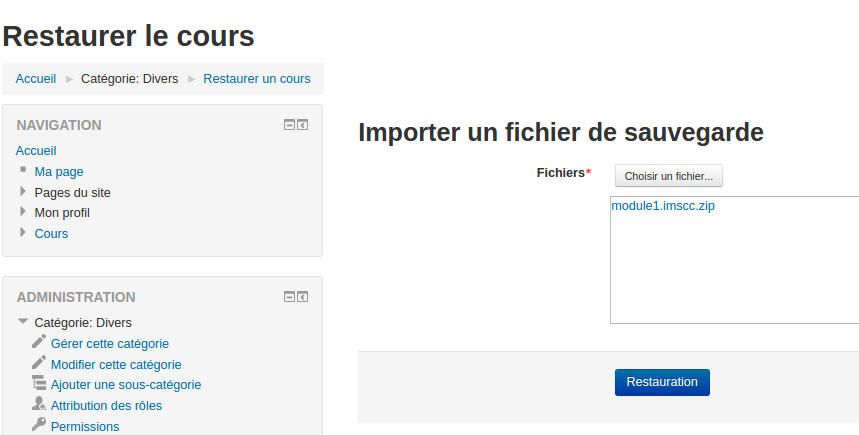 Restaurer le cours
Accueil Catégorie: Divers Restaurer un cours
NAVIGATION
Accueil
Ma page
Pages du site
Mon profil
Cours
ADMINISTRATION
Catégorie: Divers
Gérer cette catégorie
Modifier cette catégorie
Ajouter une sous-catégorie
Attribution des rôles
Permissions
Importer un fichier de sauvegarde
Fichiers* Choisir un fichier...
module1.imscc.zip
Restauration